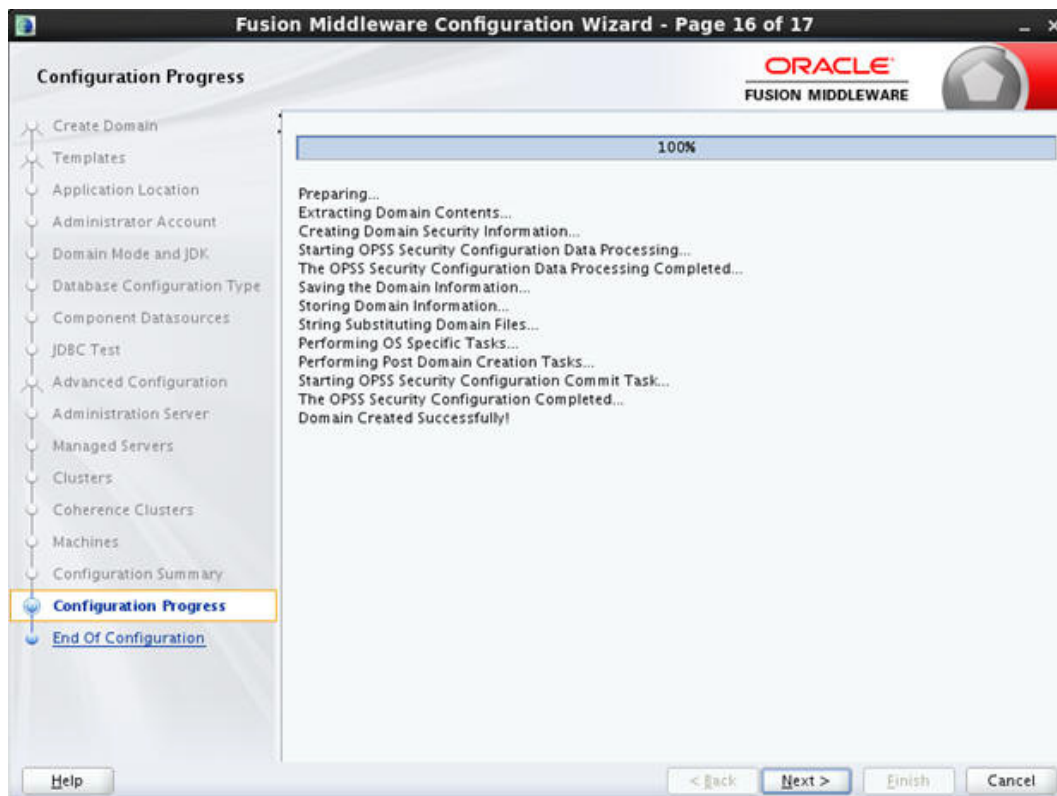 Fusion Middleware Configuration Wizard - Page 16 of 17
Configuration Progress
ORACLE
FUSION MIDDLEWARE
Create Domain
Templates
Application Location
Administrator Account
Domain Mode and JDK
Database Configuration Type
Component Datasources
JDBC Test
Advanced Configuration
Administration Server
Managed Servers
Clusters
Coherence Clusters
Machines
Configuration Summary
Configuration Progress
End Of Configuration
100%
Preparing...
Extracting Domain Contents...
Creating Domain Security Information...
Starting OPSS Security Configuration Data Processing...
The OPSS Security Configuration Data Processing Completed...
Saving the Domain Information...
Storing Domain Information...
String Substituting Domain Files...
Performing OS Specific Tasks...
Performing Post Domain Creation Tasks...
Starting OPSS Security Configuration Commit Task...
The OPSS Security Configuration Completed...
Domain Created Successfully!
Help
< Back
Next >
Finish
Cancel